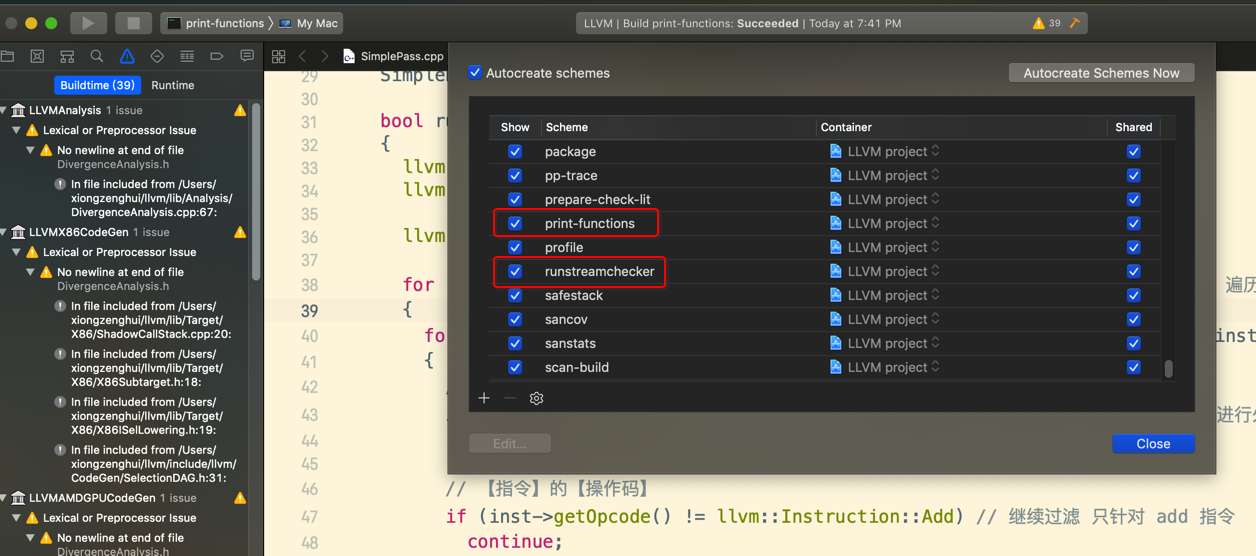 print-functions
My Mac
LLVM | Build print-functions: Succeeded | Today at 7:41 PM
39
Buildtime (39)
Runtime
LLVMAnalysis 1 issue
Lexical or Preprocessor Issue
No newline at end of file
DivergenceAnalysis.h
In file included from /Users/
xiongzenghui/llvm/lib/Analysis/
DivergenceAnalysis.cpp:67:
LLVMX86CodeGen 1 issue
Lexical or Preprocessor Issue
No newline at end of file
DivergenceAnalysis.h
In file included from /Users/
xiongzenghui/llvm/lib/Target/
X86/ShadowCallStack.cpp:20:
In file included from /Users/
xiongzenghui/llvm/lib/Target/
X86/X86Subtarget.h:18:
In file included from /Users/
xiongzenghui/llvm/lib/Target/
X86/X86ISelLowering.h:19:
In file included from /Users/
xiongzenghui/llvm/include/llvm/
CodeGen/SelectionDAG.h:31:
LLVMAMDGPUCodeGen 1 issue
Lexical or Preprocessor Issue
No newline at end of file
DivergenceAnalysis.h
SimplePass.cpp
29
30
31 bool
32 {
33 llvm
34 llvm
35
36 llvm
37
38 for 遍历
39 {
40 fo inst
41 {
42
43 进行
44
45
46 // 【指令】的【操作码】
47 if (inst->getOpcode() != llvm::Instruction::Add) // 继续过滤 只针对 add 指令
48 continue;
Autocreate schemes
Autocreate Schemes Now
Show Scheme Container Shared
package LLVM project
pp-trace LLVM project
prepare-check-lit LLVM project
print-functions LLVM project
profile LLVM project
runstreamchecker LLVM project
safestack LLVM project
sancov LLVM project
sanstats LLVM project
scan-build LLVM project
Edit...
Close